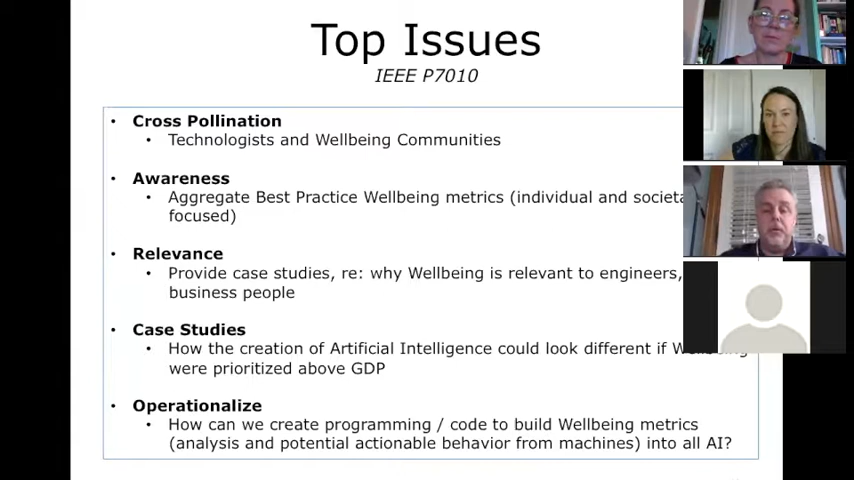 Top Issues
IEEE P7010
• Cross Pollination
• Technologists and Wellbeing Communities
• Awareness
• Aggregate Best Practice Wellbeing metrics (individual and societa
focused)
• Relevance
• Provide case studies, re: why Wellbeing is relevant to engineers,
business people
• Case Studies
• How the creation of Artificial Intelligence could look different if
were prioritized above GDP
• Operationalize
• How can we create programming / code to build Wellbeing metrics
(analysis and potential actionable behavior from machines) into all AI?